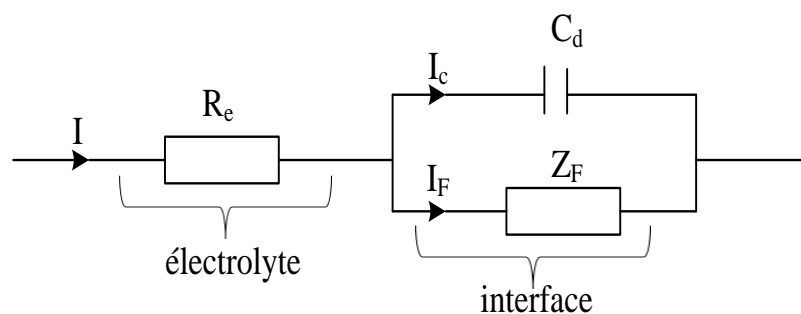 C_d
I_c
R_e
I
I_F
Z_F
électrolyte
interface